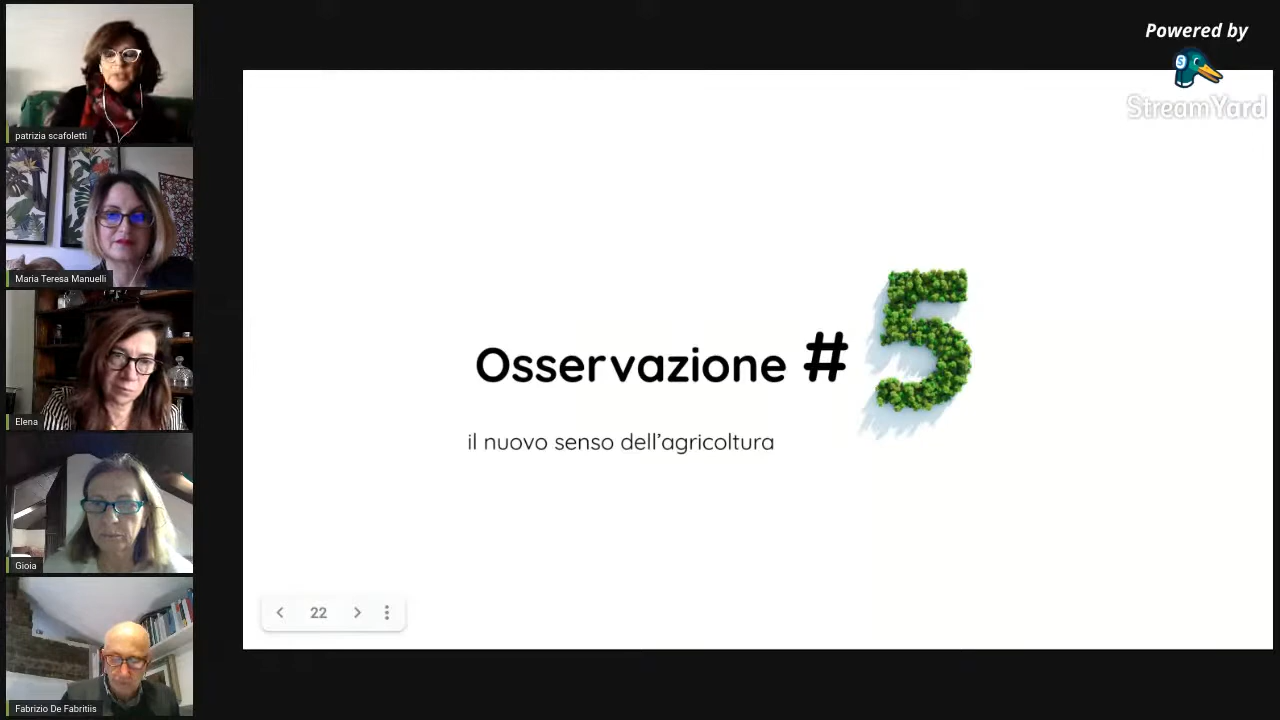 Powered by
StreamYard
patrizia scafoletti
Maria Teresa Manuelli
Elena
Gioia
Fabrizio De Fabritiis
Osservazione #5
il nuovo senso dell’agricoltura
22